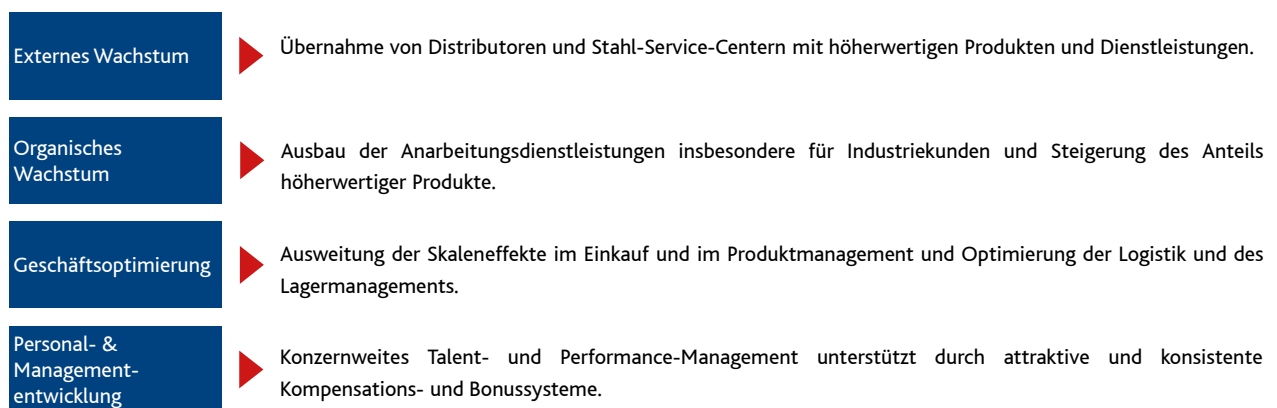 Externes Wachstum
Übernahme von Distributoren und Stahl-Service-Centern mit höherwertigen Produkten und Dienstleistungen.
Organisches
Wachstum
Ausbau der Anarbeitungsdienstleistungen insbesondere für Industriekunden und Steigerung des Anteils
höherwertiger Produkte.
Geschäftsoptimierung
Ausweitung der Skaleneffekte im Einkauf und im Produktmanagement und Optimierung der Logistik und des
Lagermanagements.
Personal- &
Management-
entwicklung
Konzernweites Talent- und Performance-Management unterstützt durch attraktive und konsistente
Kompensations- und Bonussysteme.